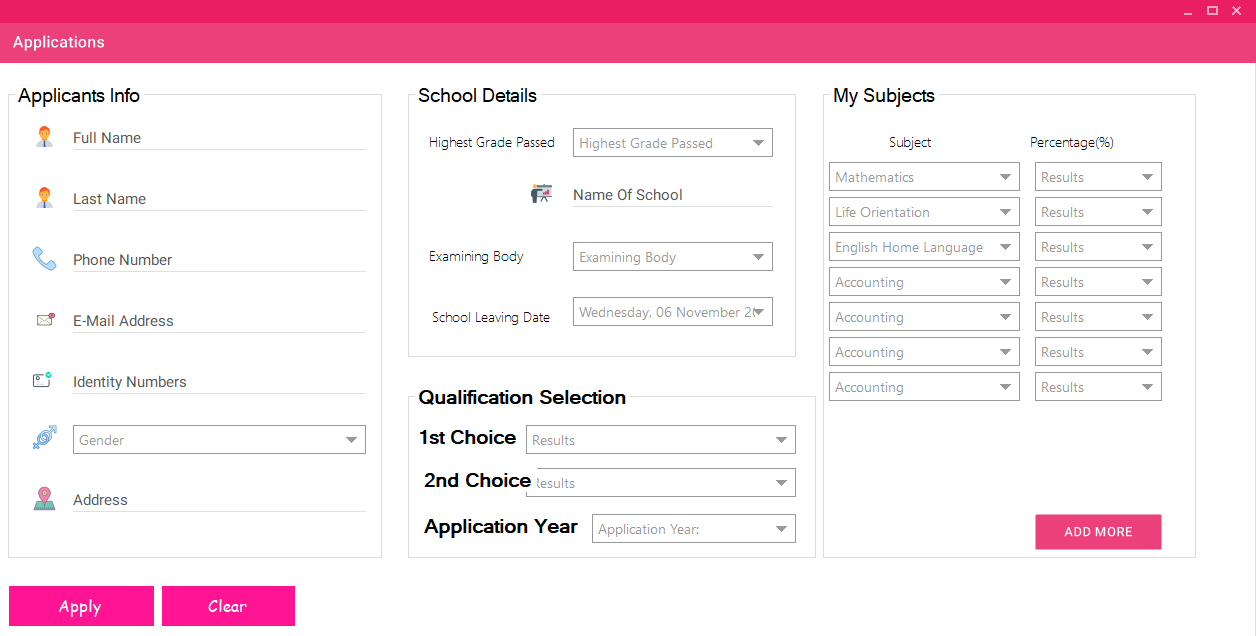 Applications
Applicants Info
Full Name
Last Name
Phone Number
E-Mail Address
Identity Numbers
Gender
Address
School Details
Highest Grade Passed Highest Grade Passed
Name Of School
Examining Body Examining Body
School Leaving Date Wednesday, 06 November 20
Qualification Selection
1st Choice Results
2nd Choice Results
Application Year Application Year:
My Subjects
Subject Percentage(%)
Mathematics Results
Life Orientation Results
English Home Language Results
Accounting Results
Accounting Results
Accounting Results
Accounting Results
ADD MORE
Apply Clear